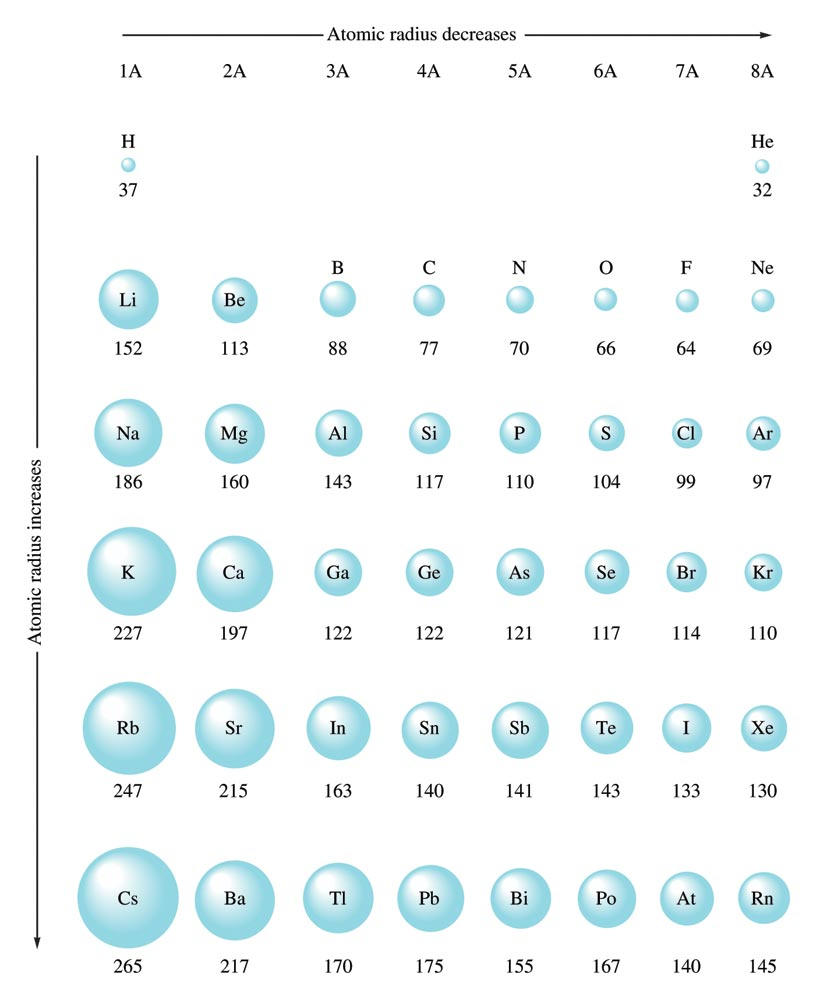 Atomic radius decreases
1A 2A 3A 4A 5A 6A 7A 8A
H He
37 32
B C N O F Ne
Li Be
152 113 88 77 70 66 64 69
Na Mg Al Si P S Cl Ar
186 160 143 117 110 104 99 97
Atomic radius increases
K Ca Ga Ge As Se Br Kr
227 197 122 122 121 117 114 110
Rb Sr In Sn Sb Te I Xe
247 215 163 140 141 143 133 130
Cs Ba Tl Pb Bi Po At Rn
265 217 170 175 155 167 140 145